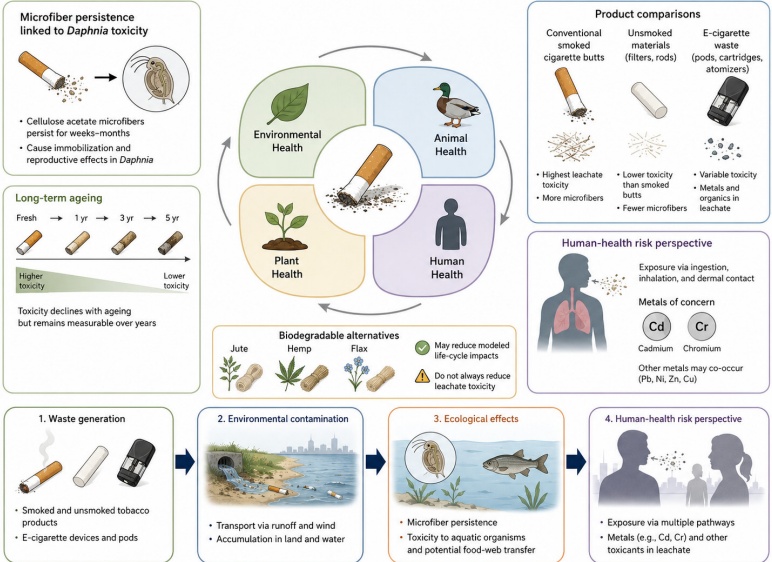 Microfiber persistence
linked to Daphnia toxicity
• Cellulose acetate microfibers
persist for weeks–months
• Cause immobilization and
reproductive effects in Daphnia
Long-term ageing
Fresh
1 yr
3 yr
5 yr
Higher
toxicity
Lower
toxicity
Toxicity declines with ageing
but remains measurable over years
Environmental
Health
Animal
Health
Plant
Health
Human
Health
Biodegradable alternatives
Jute
Hemp
Flax
May reduce modeled
life-cycle impacts
Do not always reduce
leachate toxicity
Product comparisons
Conventional
smoked
cigarette butts
Unsmoked
materials
(filters, rods)
E-cigarette
waste
(pods, cartridges,
atomizers)
• Highest leachate
toxicity
• More microfibers
• Lower toxicity
than smoked
butts
• Fewer microfibers
• Variable toxicity
• Metals and
organics in
leachate
Human-health risk perspective
Exposure via ingestion,
inhalation, and dermal contact
Metals of concern
Cd
Cr
Cadmium
Chromium
Other metals may co-occur
(Pb, Ni, Zn, Cu)
1. Waste generation
• Smoked and unsmoked tobacco
products
• E-cigarette devices and pods
2. Environmental contamination
• Transport via runoff and wind
• Accumulation in land and water
3. Ecological effects
• Microfiber persistence
• Toxicity to aquatic organisms
and potential food-web transfer
4. Human-health risk perspective
• Exposure via multiple pathways
• Metals (e.g., Cd, Cr) and other
toxicants in leachate